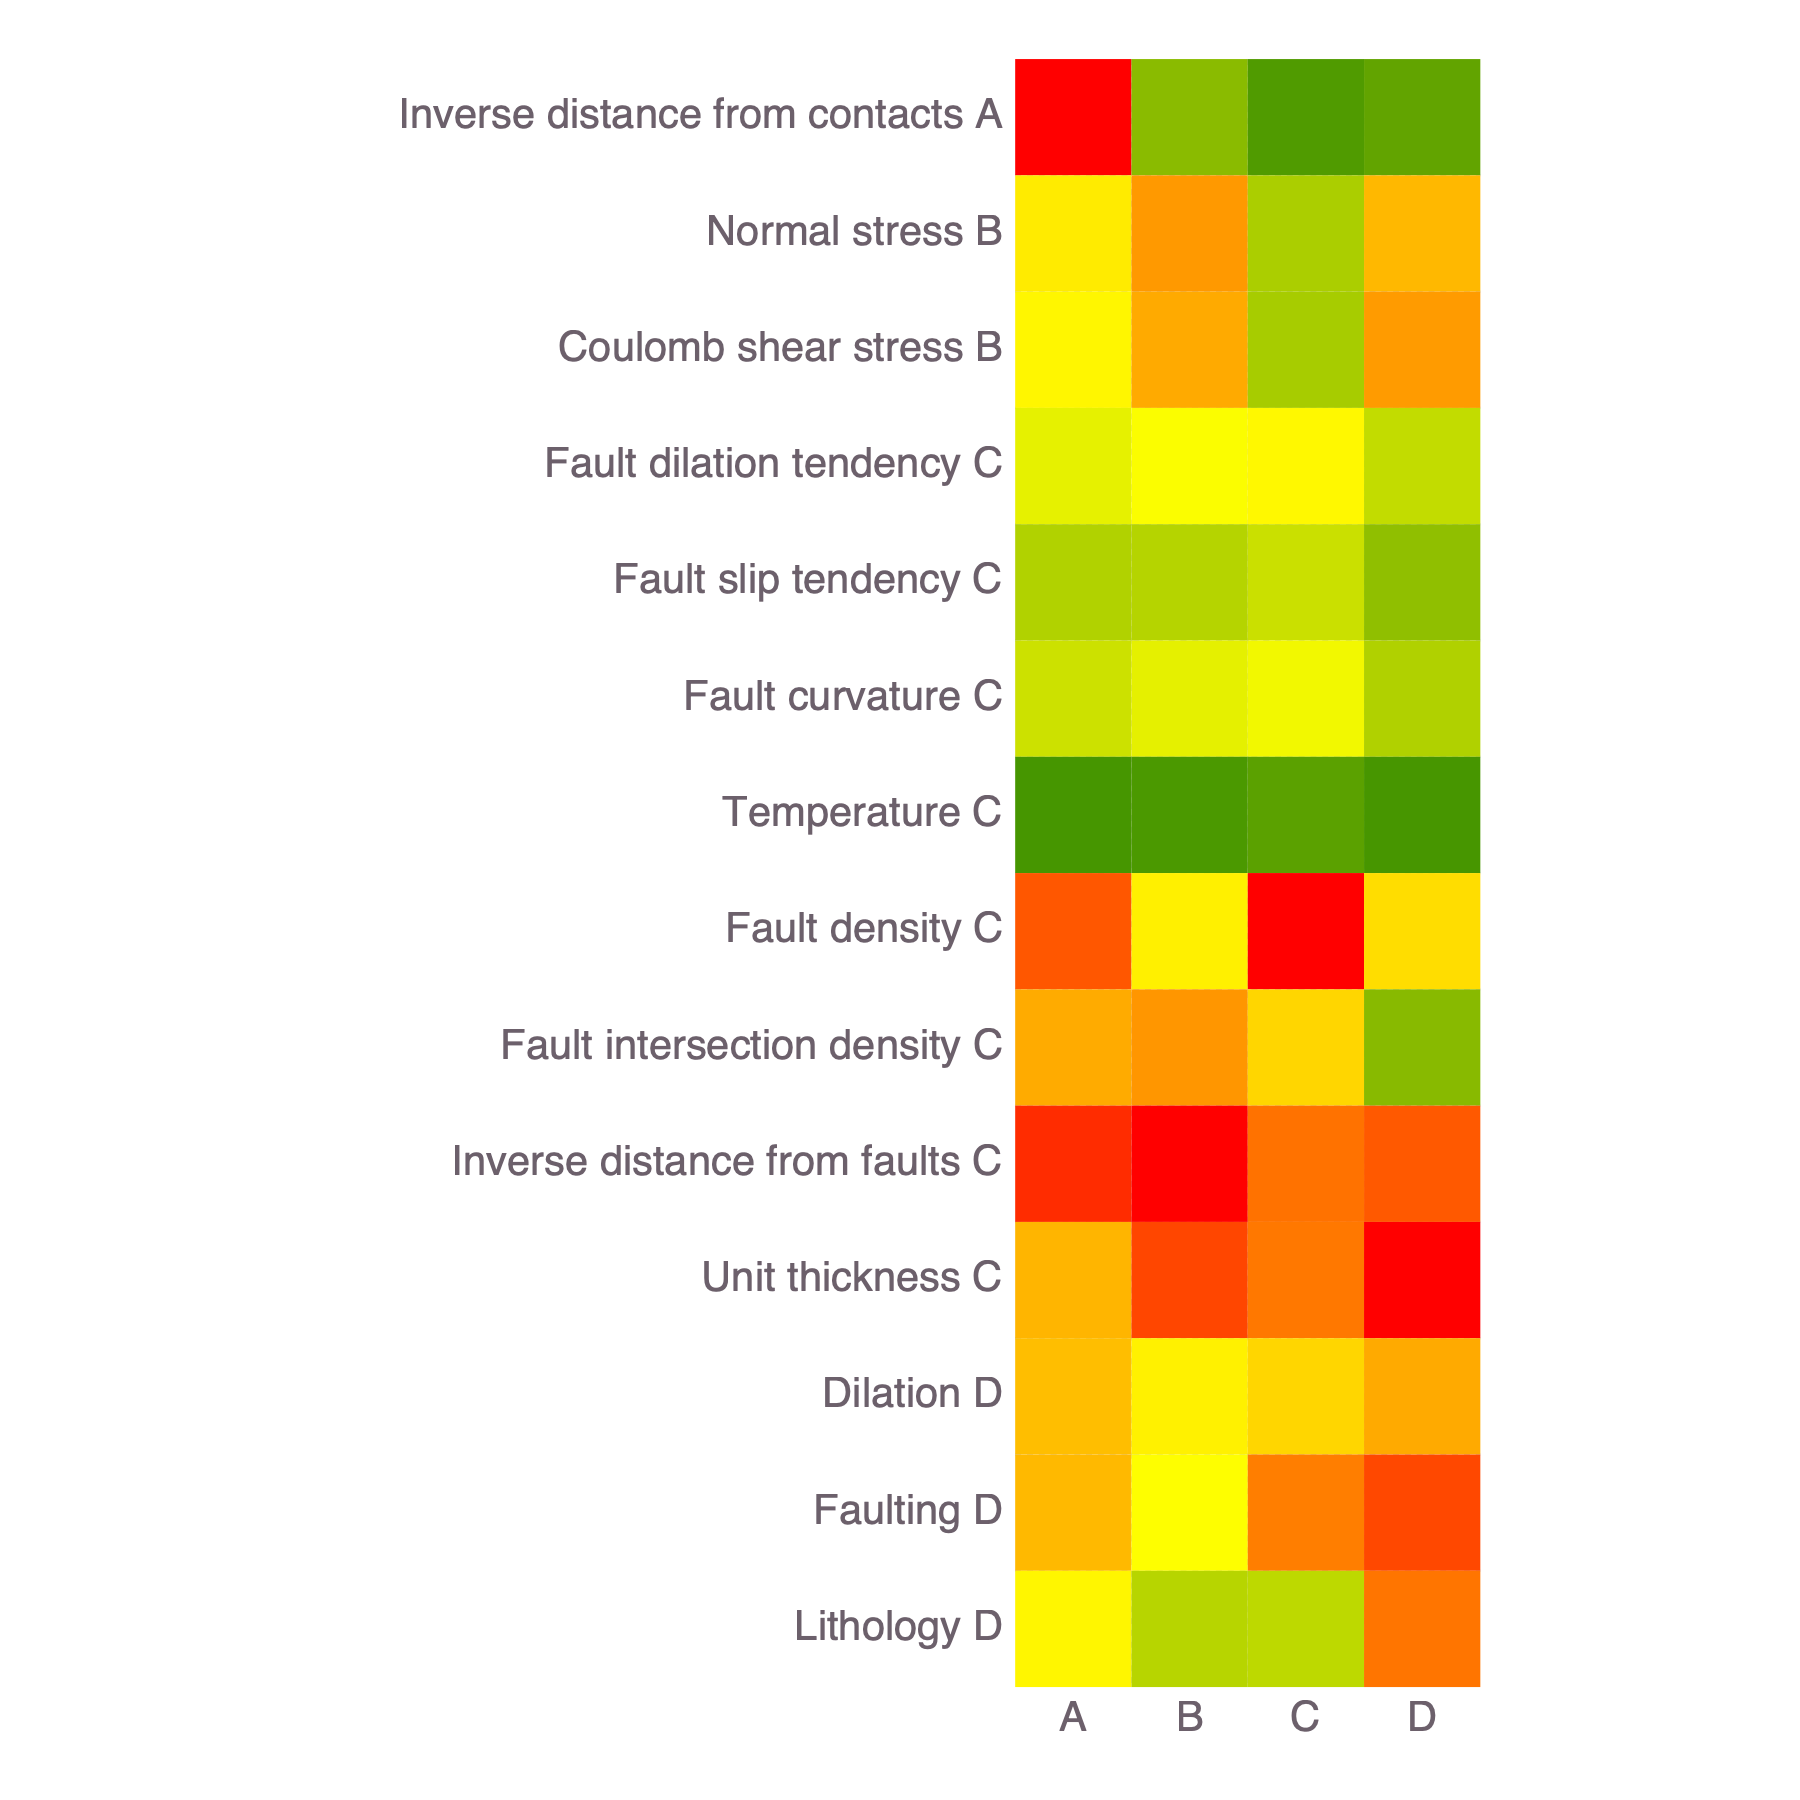 Inverse distance from contacts A
Normal stress B
Coulomb shear stress B
Fault dilation tendency C
Fault slip tendency C
Fault curvature C
Temperature C
Fault density C
Fault intersection density C
Inverse distance from faults C
Unit thickness C
Dilation D
Faulting D
Lithology D
A B C D